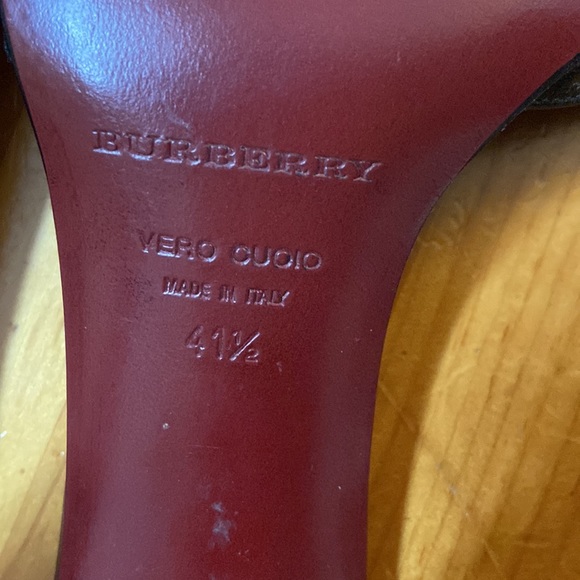 BURBERRY
VERO CUOIO
MADE IN ITALY
41½